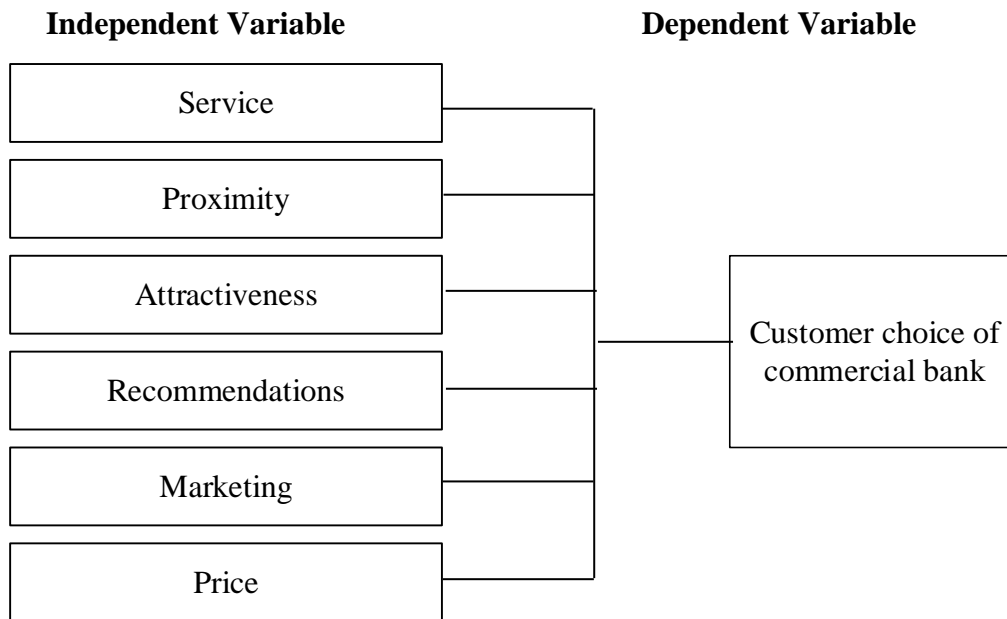 Independent Variable
Dependent Variable
Service
Proximity
Attractiveness
Recommendations
Marketing
Price
Customer choice of
commercial bank